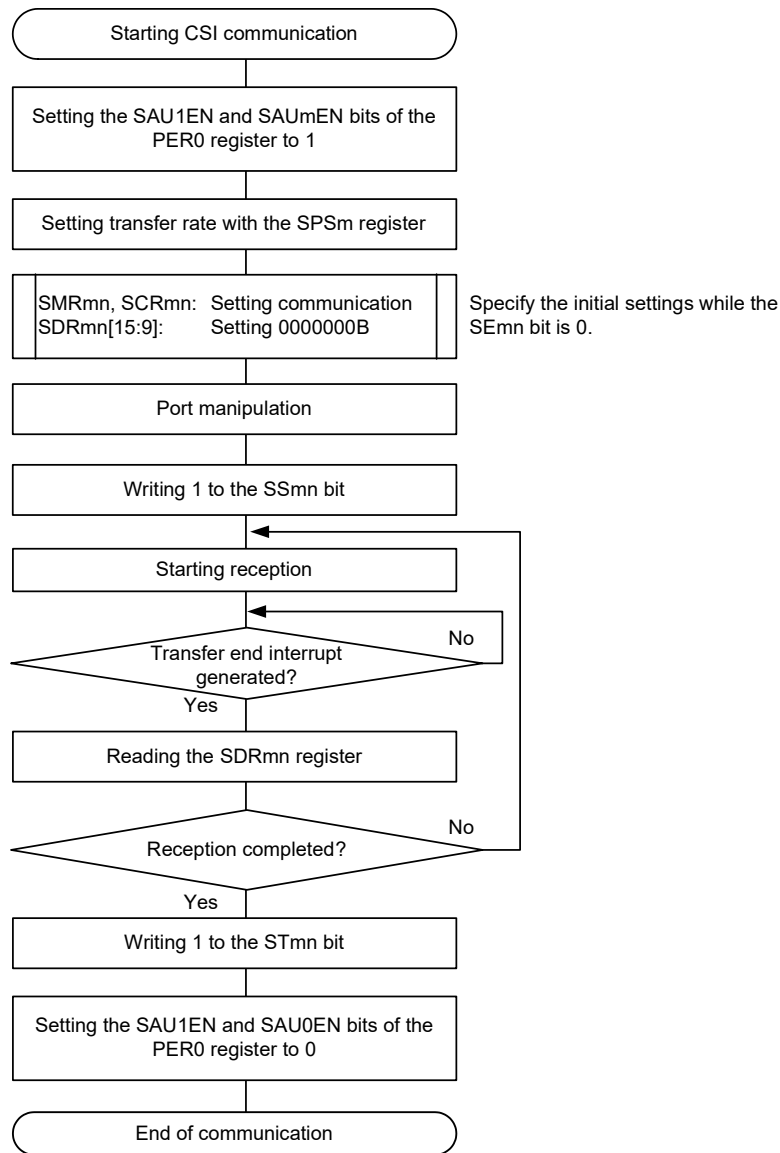 Starting CSI communication
Setting the SAU1EN and SAUmEN bits of the
PER0 register to 1
Setting transfer rate with the SPSm register
SMRmn, SCRmn: Setting communication
SDRmn[15:9]: Setting 0000000B
Specify the initial settings while the
SEmn bit is 0.
Port manipulation
Writing 1 to the SSmn bit
Starting reception
No
Transfer end interrupt
generated?
Yes
Reading the SDRmn register
No
Reception completed?
Yes
Writing 1 to the STmn bit
Setting the SAU1EN and SAU0EN bits of the
PER0 register to 0
End of communication